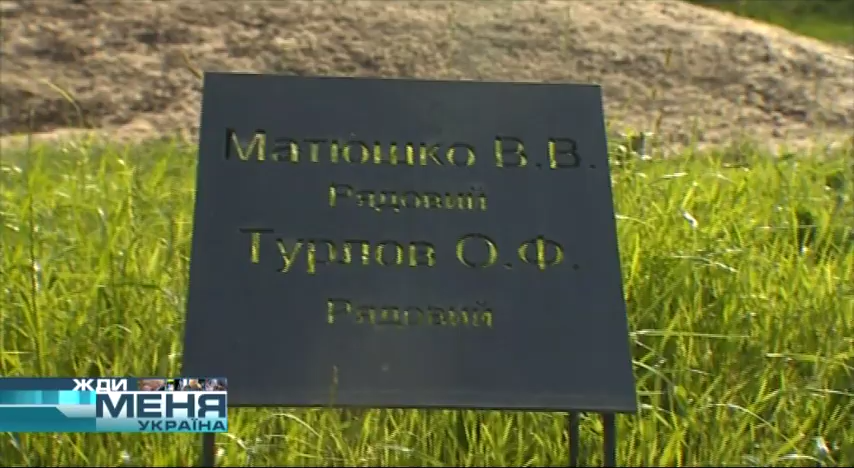 Матюшко В.В.
Рядовий
Турлов О.Ф.
Рядовий
ЖДИ
МЕНЯ
УКРАЇНА